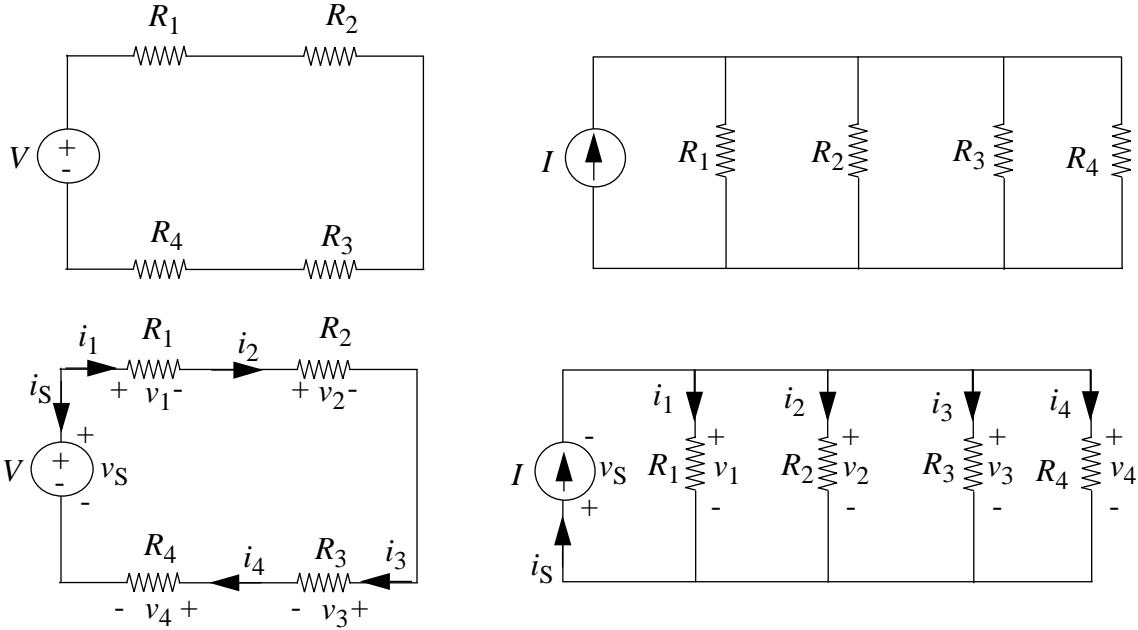 R1 R2
V + -
R4 R3
I R1 R2 R3 R4
i1 R1 i2 R2
iS + v1 - + v2 -
+
V + - vS
-
R4 i4 R3 i3
- v4 + - v3 +
i1 i2 i3 i4
- + + + +
I vS R1 v1 R2 v2 R3 v3 R4 v4
+ - - - -
iS